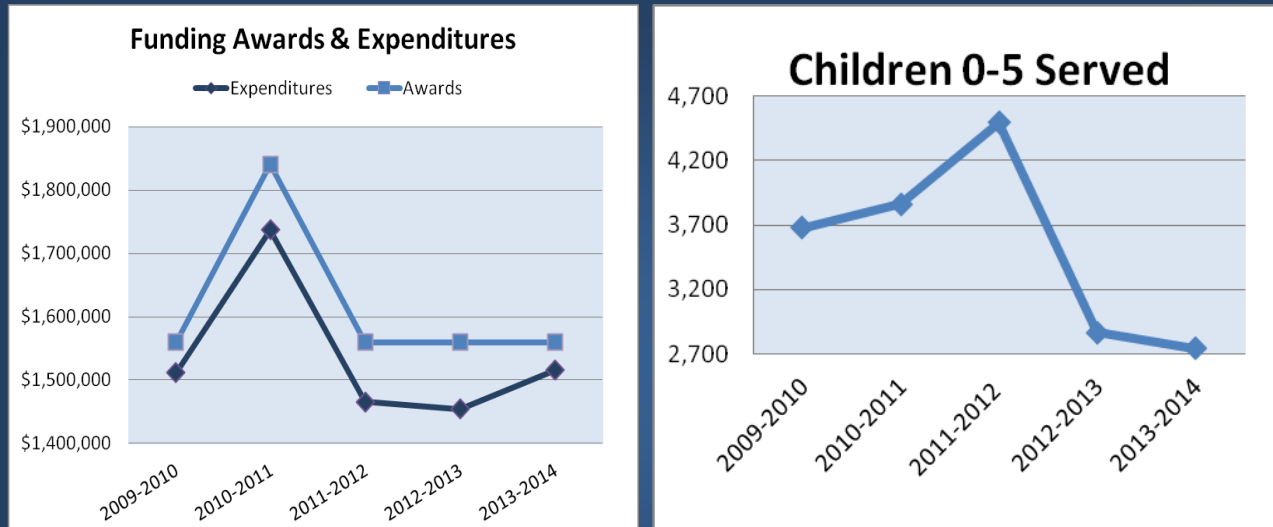 Funding Awards & Expenditures
Expenditures Awards
$1,900,000
$1,800,000
$1,700,000
$1,600,000
$1,500,000
$1,400,000
2009-2010 2010-2011 2011-2012 2012-2013 2013-2014
Children 0-5 Served
4,700
4,200
3,700
3,200
2,700
2009-2010 2010-2011 2011-2012 2012-2013 2013-2014